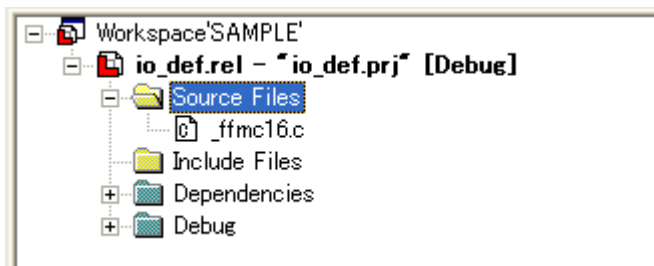 Workspace'SAMPLE'
io_def.rel - "io_def.prj" [Debug]
Source Files
_ffmc16.c
Include Files
Dependencies
Debug